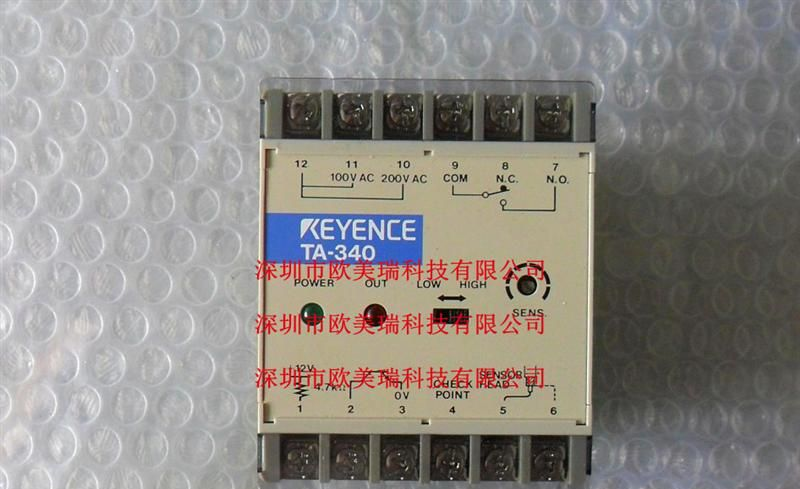 12 11 10 9 8 7
100V AC 200V AC COM N.C. N.O.
KEYENCE
TA-340
深圳市欧美瑞科技有限公司
POWER OUT LOW HIGH
SENS
深圳市欧美瑞科技有限公司
12V SENSOR
深圳市欧美瑞科技有限公司
4.7kΩ CHECK HEAD
0V POINT
1 2 3 4 5 6